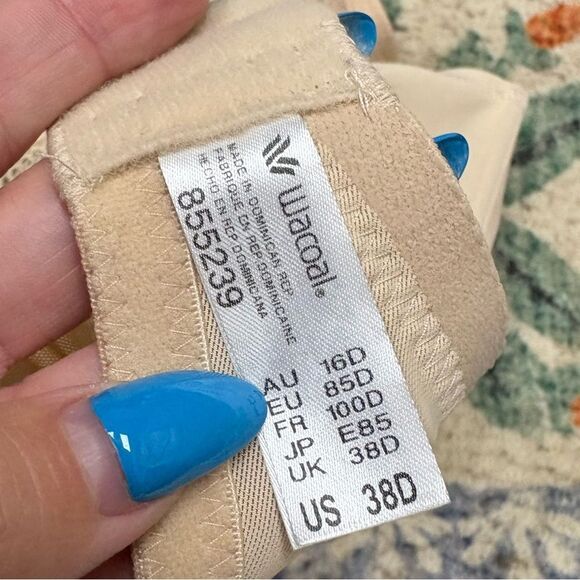 wacoal®
MADE IN DOMINICAN REP.
FABRIQUÉ EN REP DOMINICAINE
HECHO EN REP DOMINICANA
855239
AU 16D
EU 85D
FR 100D
JP E85
UK 38D
US 38D